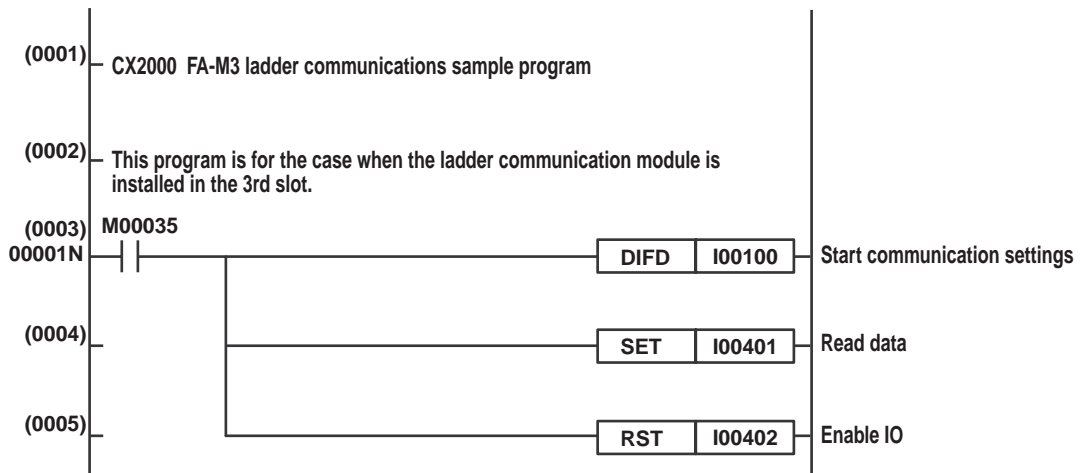 (0001)
CX2000 FA-M3 ladder communications sample program
(0002)
This program is for the case when the ladder communication module is
installed in the 3rd slot.
(0003) M00035
00001N DIFD I00100 Start communication settings
(0004)
SET I00401 Read data
(0005)
RST I00402 Enable IO